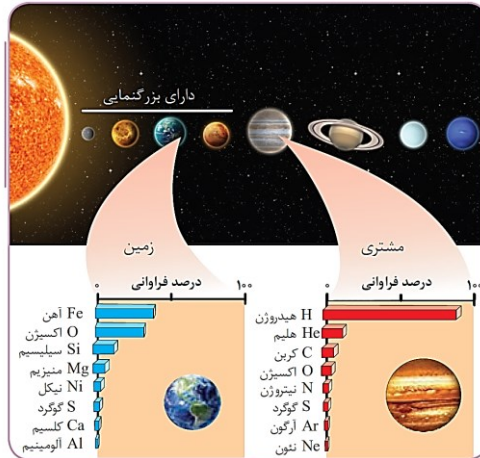 دارای بزرگنمایی
زمین
مشتری
۰ درصد فراوانی ۱۰۰
Fe آهن
O اکسیژن
Si سیلیسیم
Mg منیزیم
Ni نیکل
S گوگرد
Ca کلسیم
Al آلومینیم
۰ درصد فراوانی ۱۰۰
H هیدروژن
He هلیم
C کربن
O اکسیژن
N نیتروژن
S گوگرد
Ar آرگون
Ne نئون